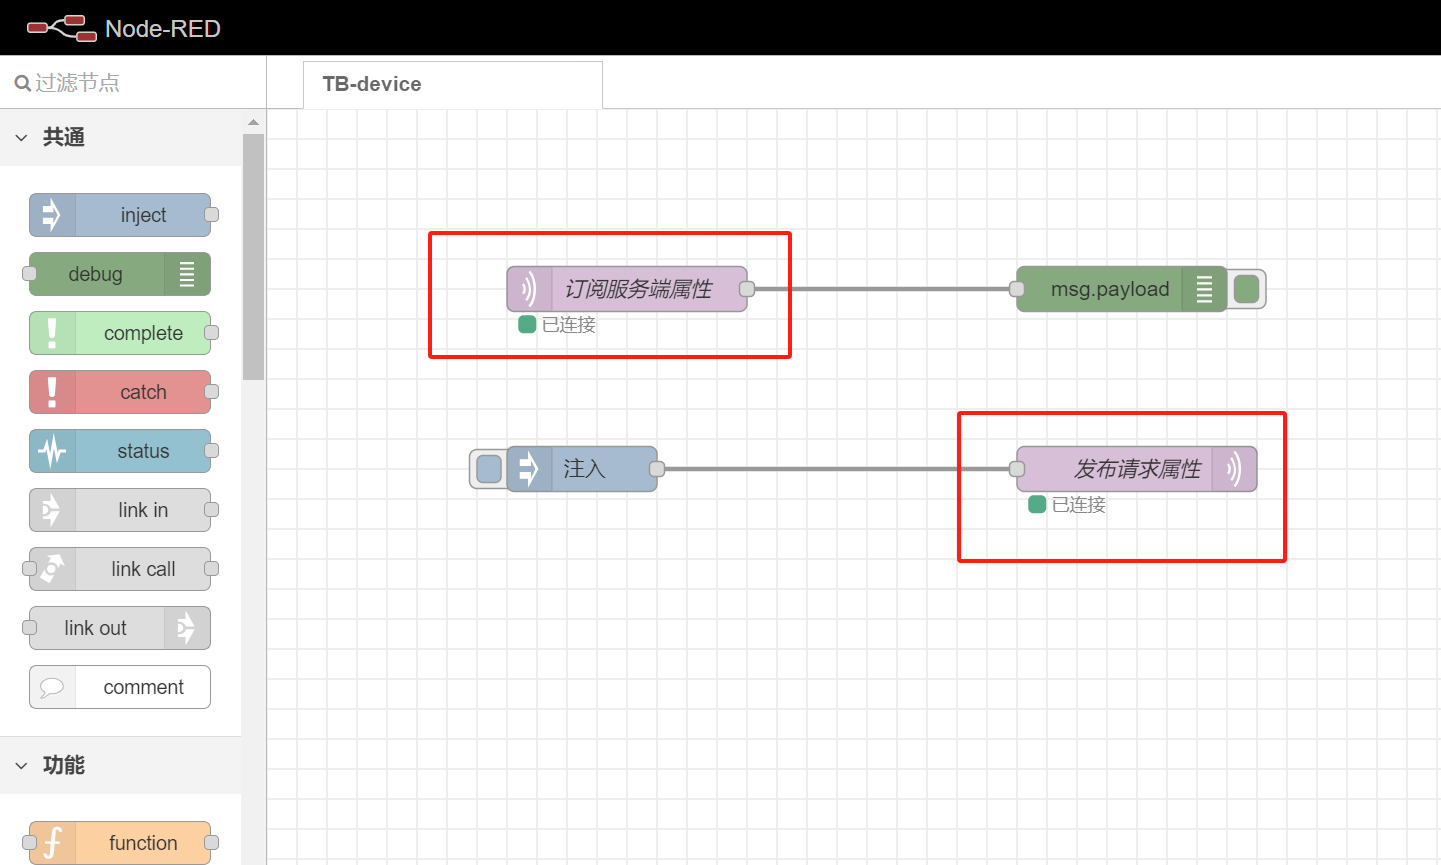 Node-RED
过滤节点
TB-device
共通
inject
debug
complete
catch
status
link in
link call
link out
comment
功能
function
订阅服务端属性
已连接
msg.payload
注入
发布请求属性
已连接